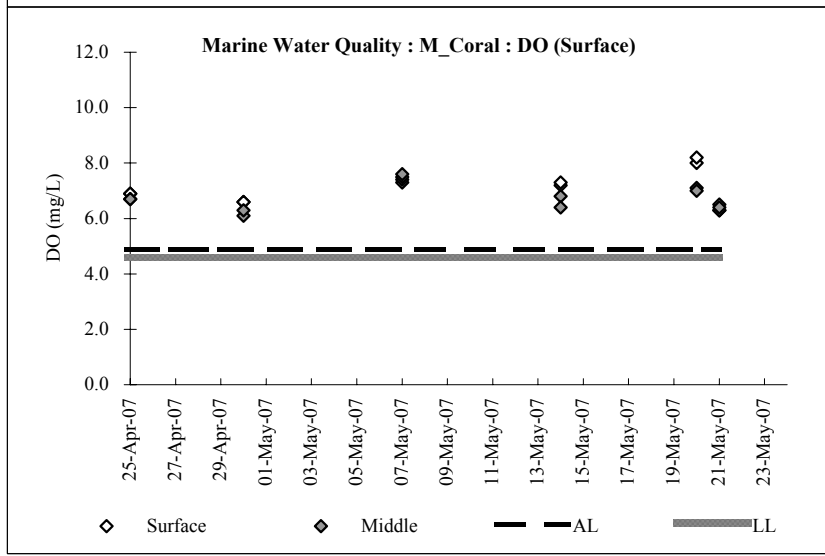 Marine Water Quality : M_Coral : DO (Surface)
DO (mg/L)
12.0
10.0
8.0
6.0
4.0
2.0
0.0
25-Apr-07
27-Apr-07
29-Apr-07
01-May-07
03-May-07
05-May-07
07-May-07
09-May-07
11-May-07
13-May-07
15-May-07
17-May-07
19-May-07
21-May-07
23-May-07
Surface Middle AL LL